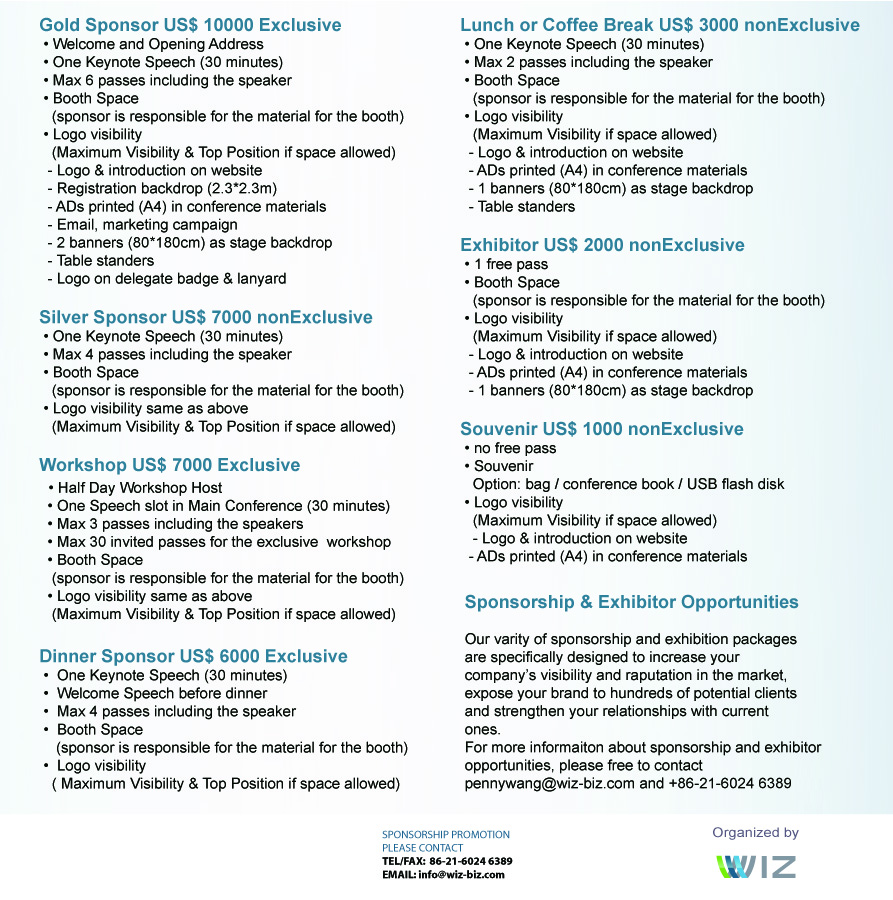 Gold Sponsor US$ 10000 Exclusive
• Welcome and Opening Address
• One Keynote Speech (30 minutes)
• Max 6 passes including the speaker
• Booth Space
(sponsor is responsible for the material for the booth)
• Logo visibility
(Maximum Visibility & Top Position if space allowed)
- Logo & introduction on website
- Registration backdrop (2.3*2.3m)
- ADs printed (A4) in conference materials
- Email, marketing campaign
- 2 banners (80*180cm) as stage backdrop
- Table standers
- Logo on delegate badge & lanyard
Silver Sponsor US$ 7000 nonExclusive
• One Keynote Speech (30 minutes)
• Max 4 passes including the speaker
• Booth Space
(sponsor is responsible for the material for the booth)
• Logo visibility same as above
(Maximum Visibility & Top Position if space allowed)
Workshop US$ 7000 Exclusive
• Half Day Workshop Host
• One Speech slot in Main Conference (30 minutes)
• Max 3 passes including the speakers
• Max 30 invited passes for the exclusive workshop
• Booth Space
(sponsor is responsible for the material for the booth)
• Logo visibility same as above
(Maximum Visibility & Top Position if space allowed)
Dinner Sponsor US$ 6000 Exclusive
• One Keynote Speech (30 minutes)
• Welcome Speech before dinner
• Max 4 passes including the speaker
• Booth Space
(sponsor is responsible for the material for the booth)
• Logo visibility
( Maximum Visibility & Top Position if space allowed)
Lunch or Coffee Break US$ 3000 nonExclusive
• One Keynote Speech (30 minutes)
• Max 2 passes including the speaker
• Booth Space
(sponsor is responsible for the material for the booth)
• Logo visibility
(Maximum Visibility if space allowed)
- Logo & introduction on website
- ADs printed (A4) in conference materials
- 1 banners (80*180cm) as stage backdrop
- Table standers
Exhibitor US$ 2000 nonExclusive
• 1 free pass
• Booth Space
(sponsor is responsible for the material for the booth)
• Logo visibility
(Maximum Visibility if space allowed)
- Logo & introduction on website
- ADs printed (A4) in conference materials
- 1 banners (80*180cm) as stage backdrop
Souvenir US$ 1000 nonExclusive
• no free pass
• Souvenir
Option: bag / conference book / USB flash disk
• Logo visibility
(Maximum Visibility if space allowed)
- Logo & introduction on website
- ADs printed (A4) in conference materials
Sponsorship & Exhibitor Opportunities
Our varity of sponsorship and exhibition packages
are specifically designed to increase your
company's visibility and raputation in the market,
expose your brand to hundreds of potential clients
and strengthen your relationships with current
ones.
For more informaiton about sponsorship and exhibitor
opportunities, please free to contact
pennywang@wiz-biz.com and +86-21-6024 6389
SPONSORSHIP PROMOTION
PLEASE CONTACT
TEL/FAX: 86-21-6024 6389
EMAIL: info@wiz-biz.com
Organized by
WIZ